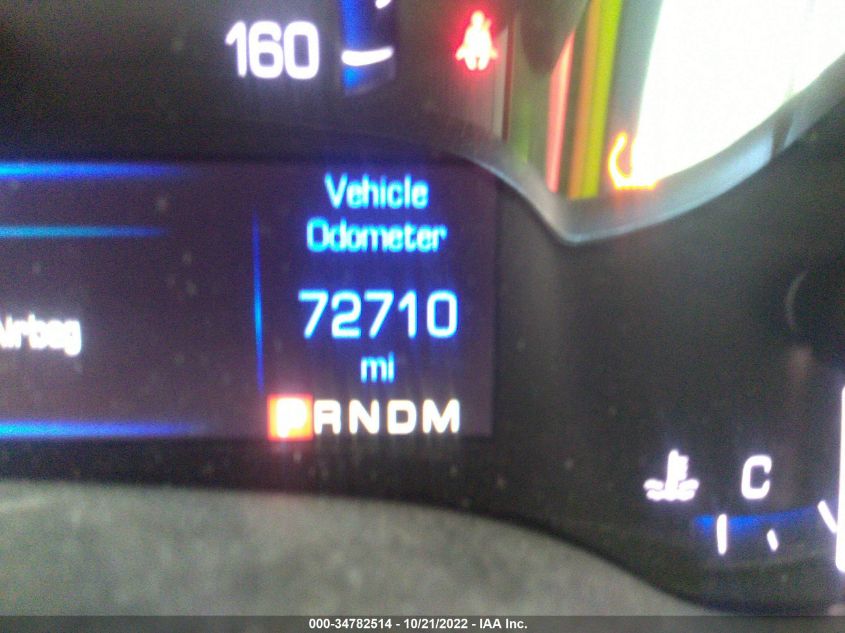 160
Vehicle
Odometer
72710
Airbag
mi
PRNDM
C
000-34782514 - 10/21/2022 - IAA Inc.